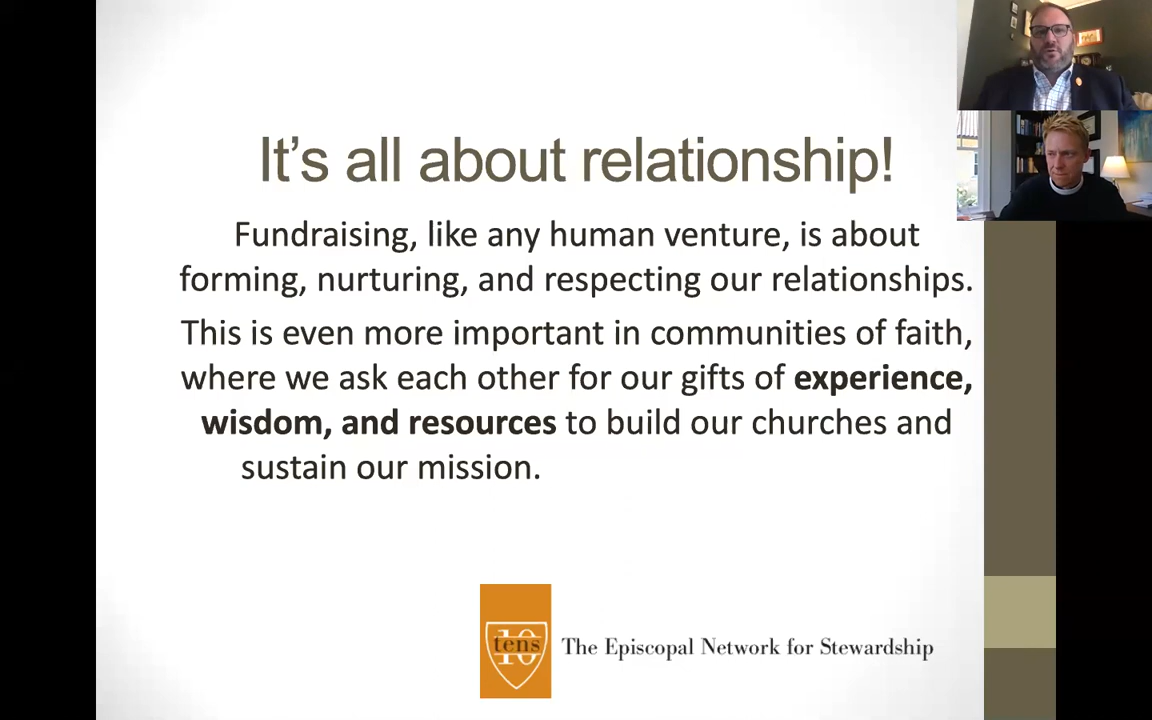 It's all about relationship!
Fundraising, like any human venture, is about
forming, nurturing, and respecting our relationships.
This is even more important in communities of faith,
where we ask each other for our gifts of experience,
wisdom, and resources to build our churches and
sustain our mission.
10
tens
The Episcopal Network for Stewardship